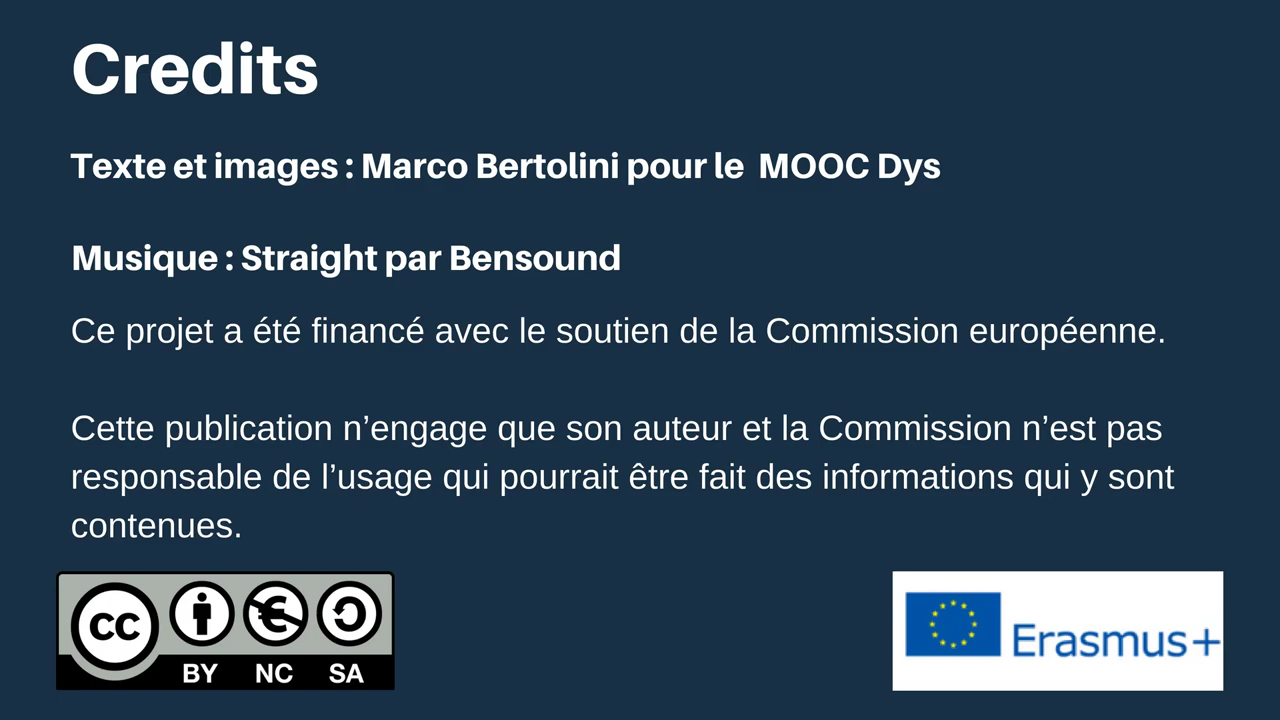 Credits
Texte et images : Marco Bertolini pour le MOOC Dys
Musique : Straight par Bensound
Ce projet a été financé avec le soutien de la Commission européenne.
Cette publication n’engage que son auteur et la Commission n’est pas
responsable de l’usage qui pourrait être fait des informations qui y sont
contenues.
cc
BY NC SA
Erasmus+